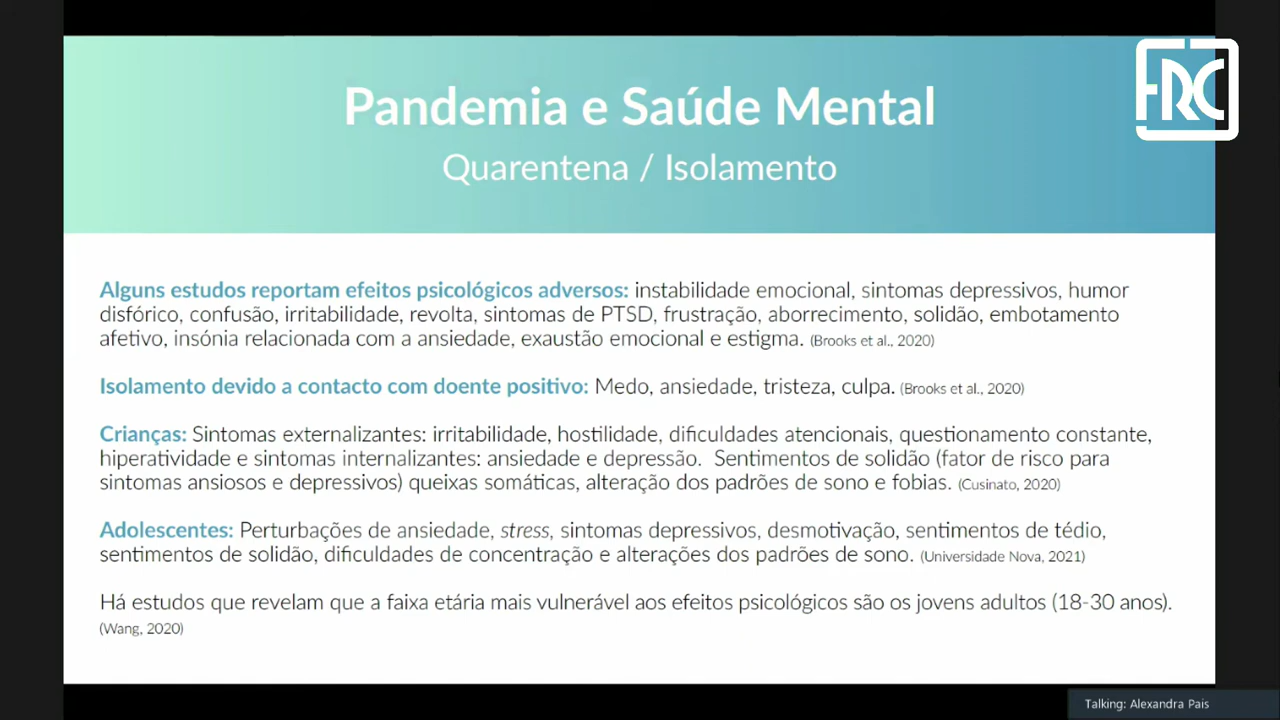 Pandemia e Saúde Mental
FRC
Quarentena / Isolamento
Alguns estudos reportam efeitos psicológicos adversos: instabilidade emocional, sintomas depressivos, humor
disfórico, confusão, irritabilidade, revolta, sintomas de PTSD, frustração, aborrecimento, solidão, embotamento
afetivo, insónia relacionada com a ansiedade, exaustão emocional e estigma. (Brooks et al., 2020)
Isolamento devido a contacto com doente positivo: Medo, ansiedade, tristeza, culpa. (Brooks et al., 2020)
Crianças: Sintomas externalizantes: irritabilidade, hostilidade, dificuldades atencionais, questionamento constante,
hiperatividade e sintomas internalizantes: ansiedade e depressão. Sentimentos de solidão (fator de risco para
sintomas ansiosos e depressivos) queixas somáticas, alteração dos padrões de sono e fobias. (Cusinato, 2020)
Adolescentes: Perturbações de ansiedade, stress, sintomas depressivos, desmotivação, sentimentos de tédio,
sentimentos de solidão, dificuldades de concentração e alterações dos padrões de sono. (Universidade Nova, 2021)
Há estudos que revelam que a faixa etária mais vulnerável aos efeitos psicológicos são os jovens adultos (18-30 anos).
(Wang, 2020)
Talking: Alexandra Pais